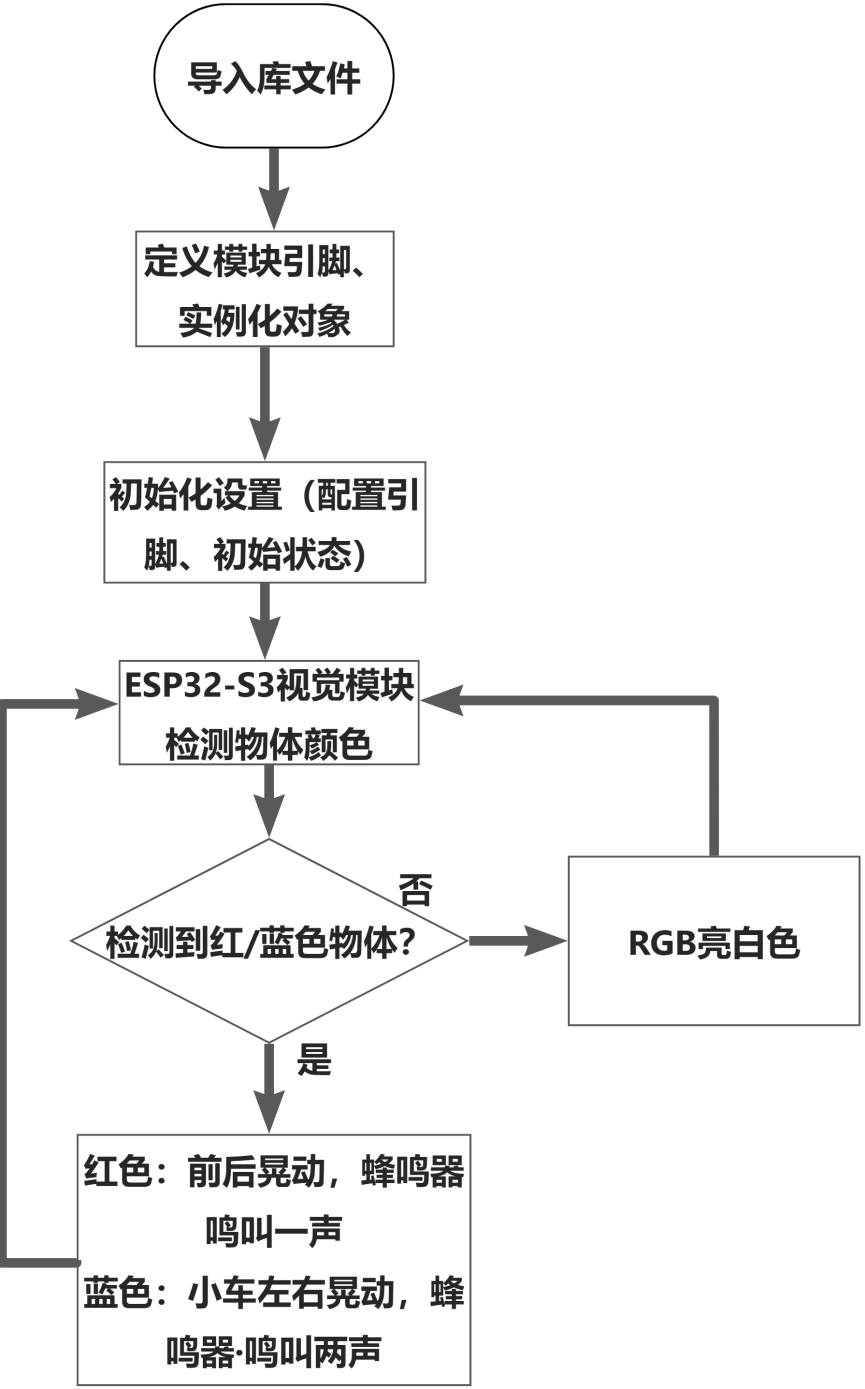 导入库文件
定义模块引脚、
实例化对象
初始化设置（配置引
脚、初始状态）
ESP32-S3视觉模块
检测物体颜色
否
检测到红/蓝色物体？
RGB亮白色
是
红色：前后晃动，蜂鸣器
鸣叫一声
蓝色：小车左右晃动，蜂
鸣器·鸣叫两声